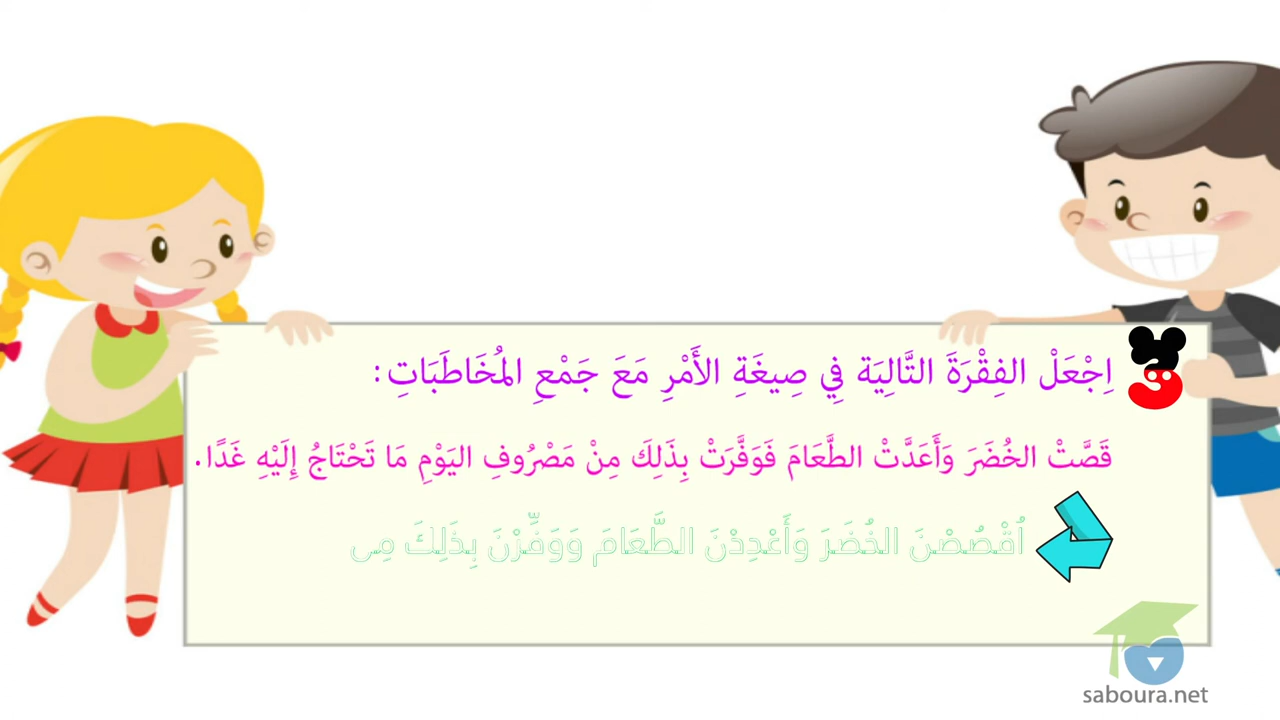 اِجْعَلْ الفِقْرَةَ التَّالِيَة فِي صِيغَةِ الأَمْرِ مَعَ جَمْعِ المُخَاطَبَاتِ :
قَصَّتْ الخُضَرَ وَأَعَدَّتْ الطَّعَامَ فَوَفَّرَتْ بِذَلِكَ مِنْ مَصْرُوفِ اليَوْمِ مَا تَحْتَاجُ إِلَيْهِ غَدًا.
اُقْصُصْنَ الخُضَرَ وَأَعْدِدْنَ الطَّعَامَ وَوَفِّرْنَ بِذَلِكَ
saboura.net